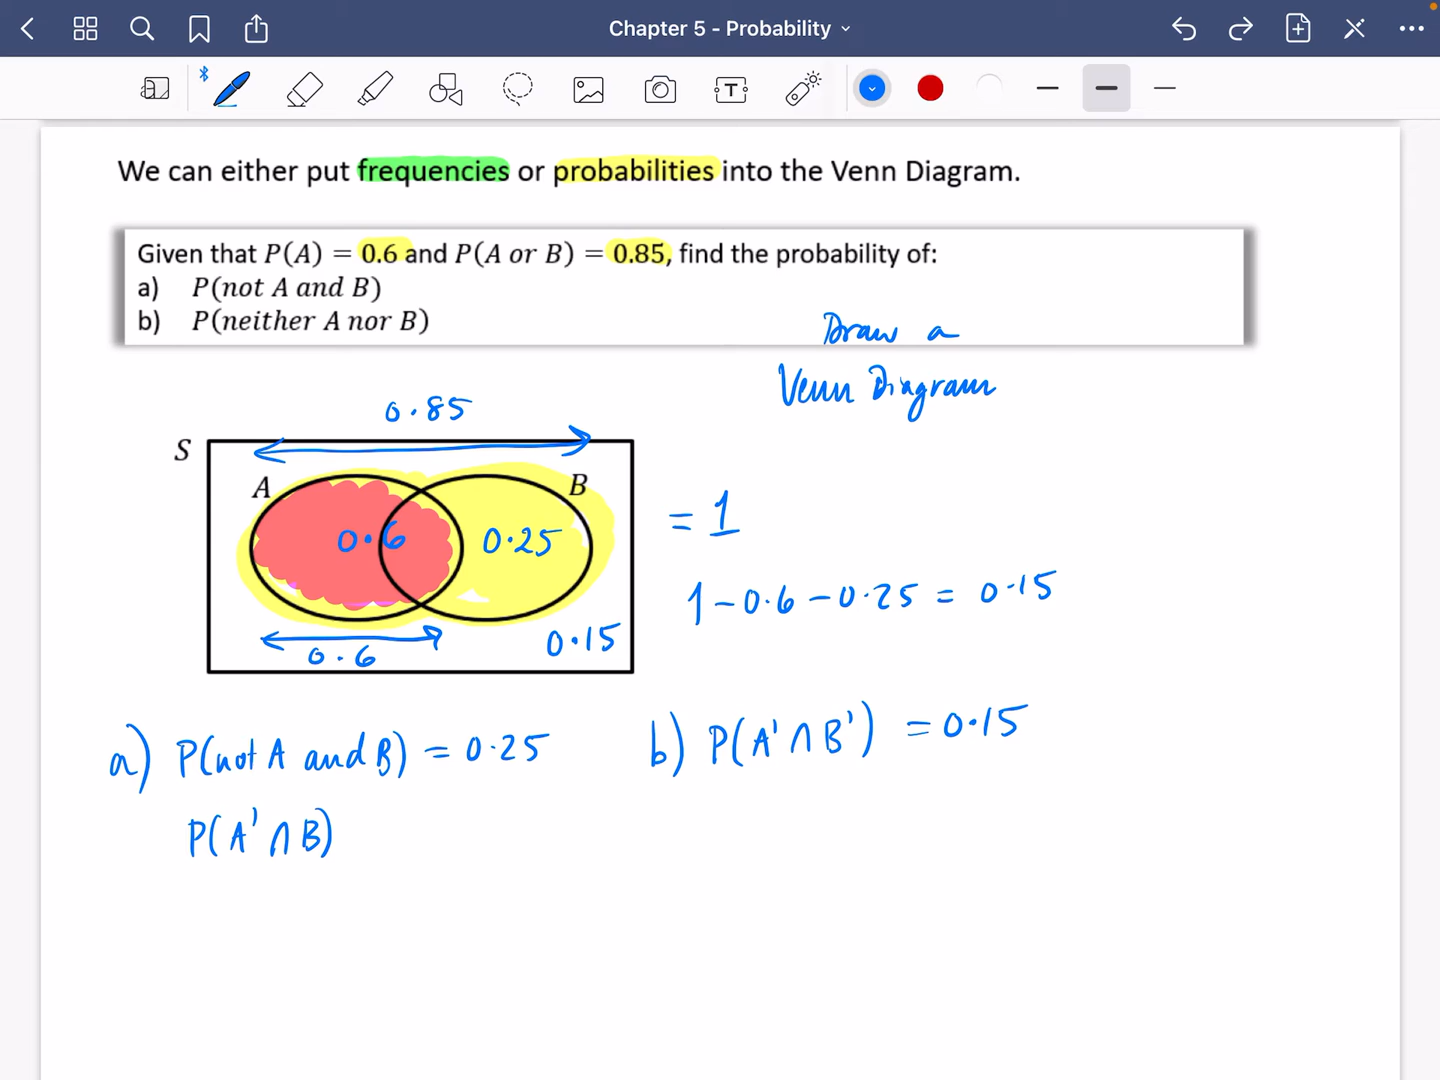 Chapter 5 - Probability
T
We can either put frequencies or probabilities into the Venn Diagram.
Given that P(A) = 0.6 and P(A or B) = 0.85, find the probability of:
a) P(not A and B)
b) P(neither A nor B)
Draw a
Venn Diagram
0.85
S
A
B
0.6
0.25
= 1
1 - 0.6 - 0.25 = 0.15
0.6
0.15
a) P(not A and B) = 0.25
P(A' ∩ B)
b) P(A' ∩ B') = 0.15